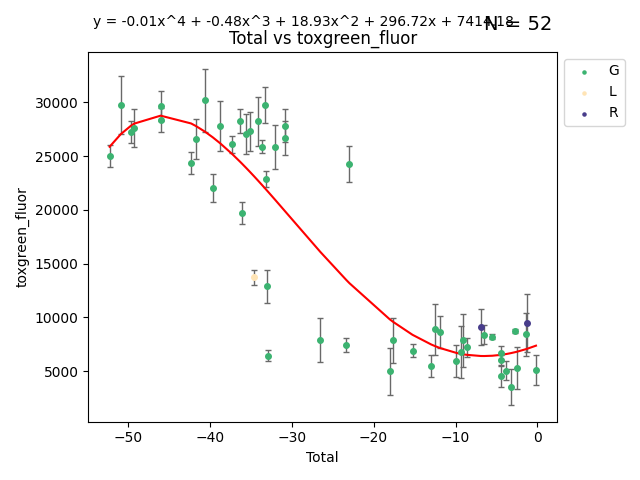 y = -0.01x^4 + -0.48x^3 + 18.93x^2 + 296.72x + 7414.18
N = 52
Total vs toxgreen_fluor
30000
25000
20000
15000
10000
5000
toxgreen_fluor
−50
−40
−30
−20
−10
0
Total
G
L
R